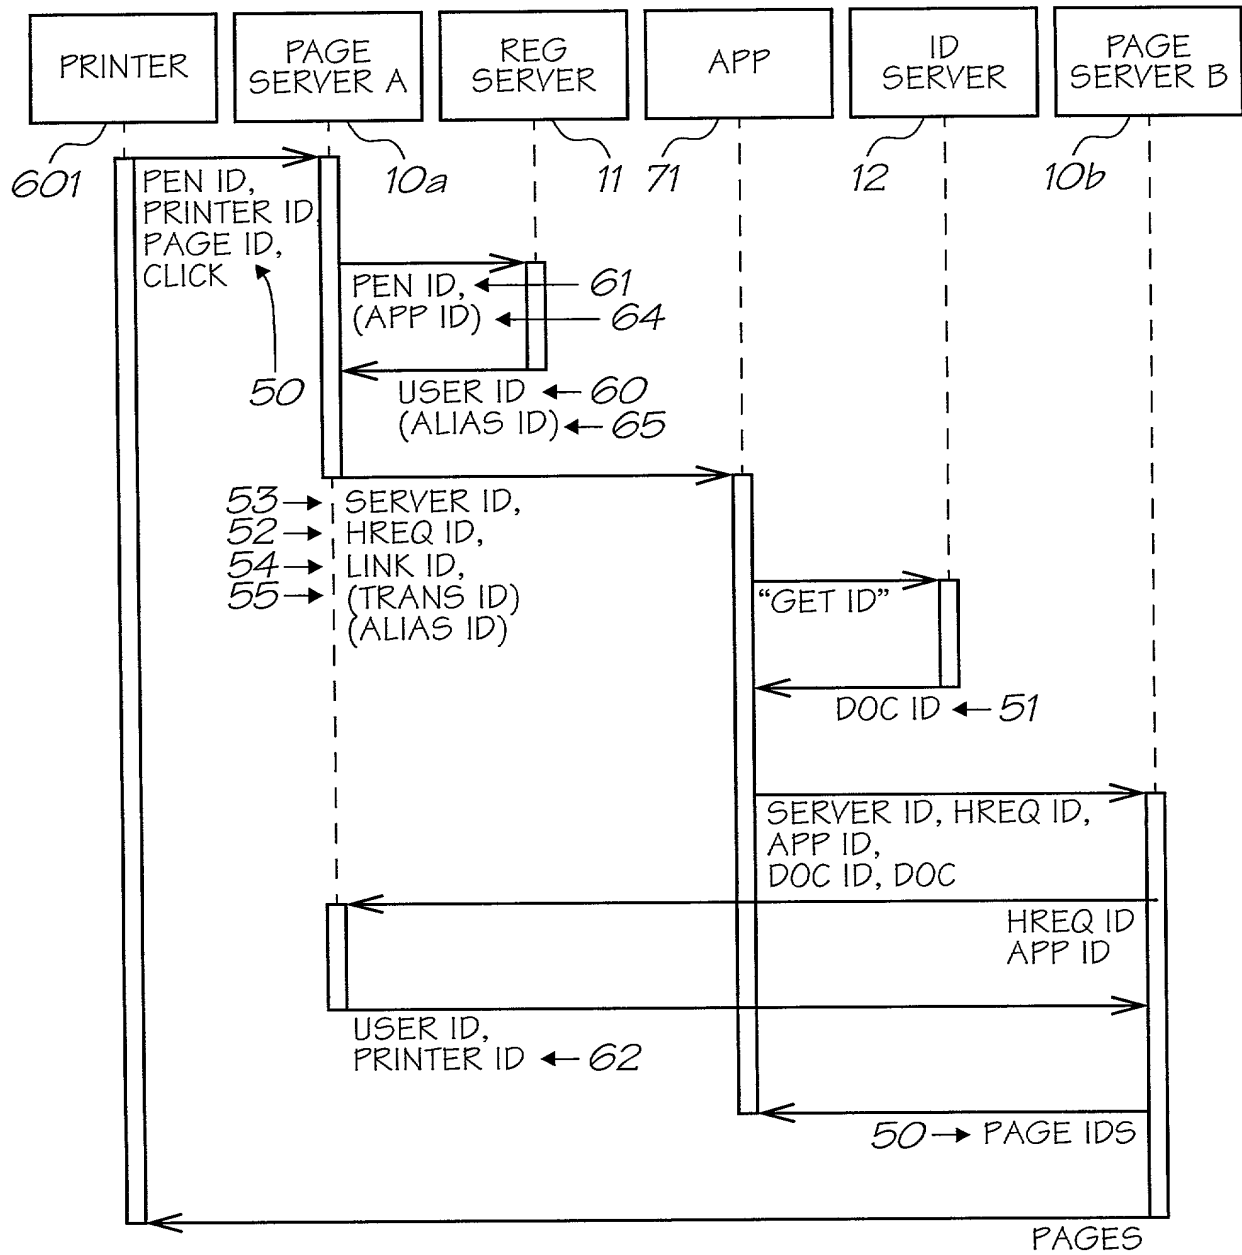 PRINTER
PAGE
SERVER A
REG
SERVER
APP
ID
SERVER
PAGE
SERVER B
601
10a
11
71
12
10b
PEN ID,
PRINTER ID,
PAGE ID,
CLICK
50
PEN ID, 61
(APP ID) 64
USER ID 60
(ALIAS ID) 65
53 SERVER ID,
52 HREQ ID,
54 LINK ID,
55 (TRANS ID)
(ALIAS ID)
“GET ID”
DOC ID 51
SERVER ID, HREQ ID,
APP ID,
DOC ID, DOC
HREQ ID
APP ID
USER ID,
PRINTER ID 62
50 PAGE IDS
PAGES